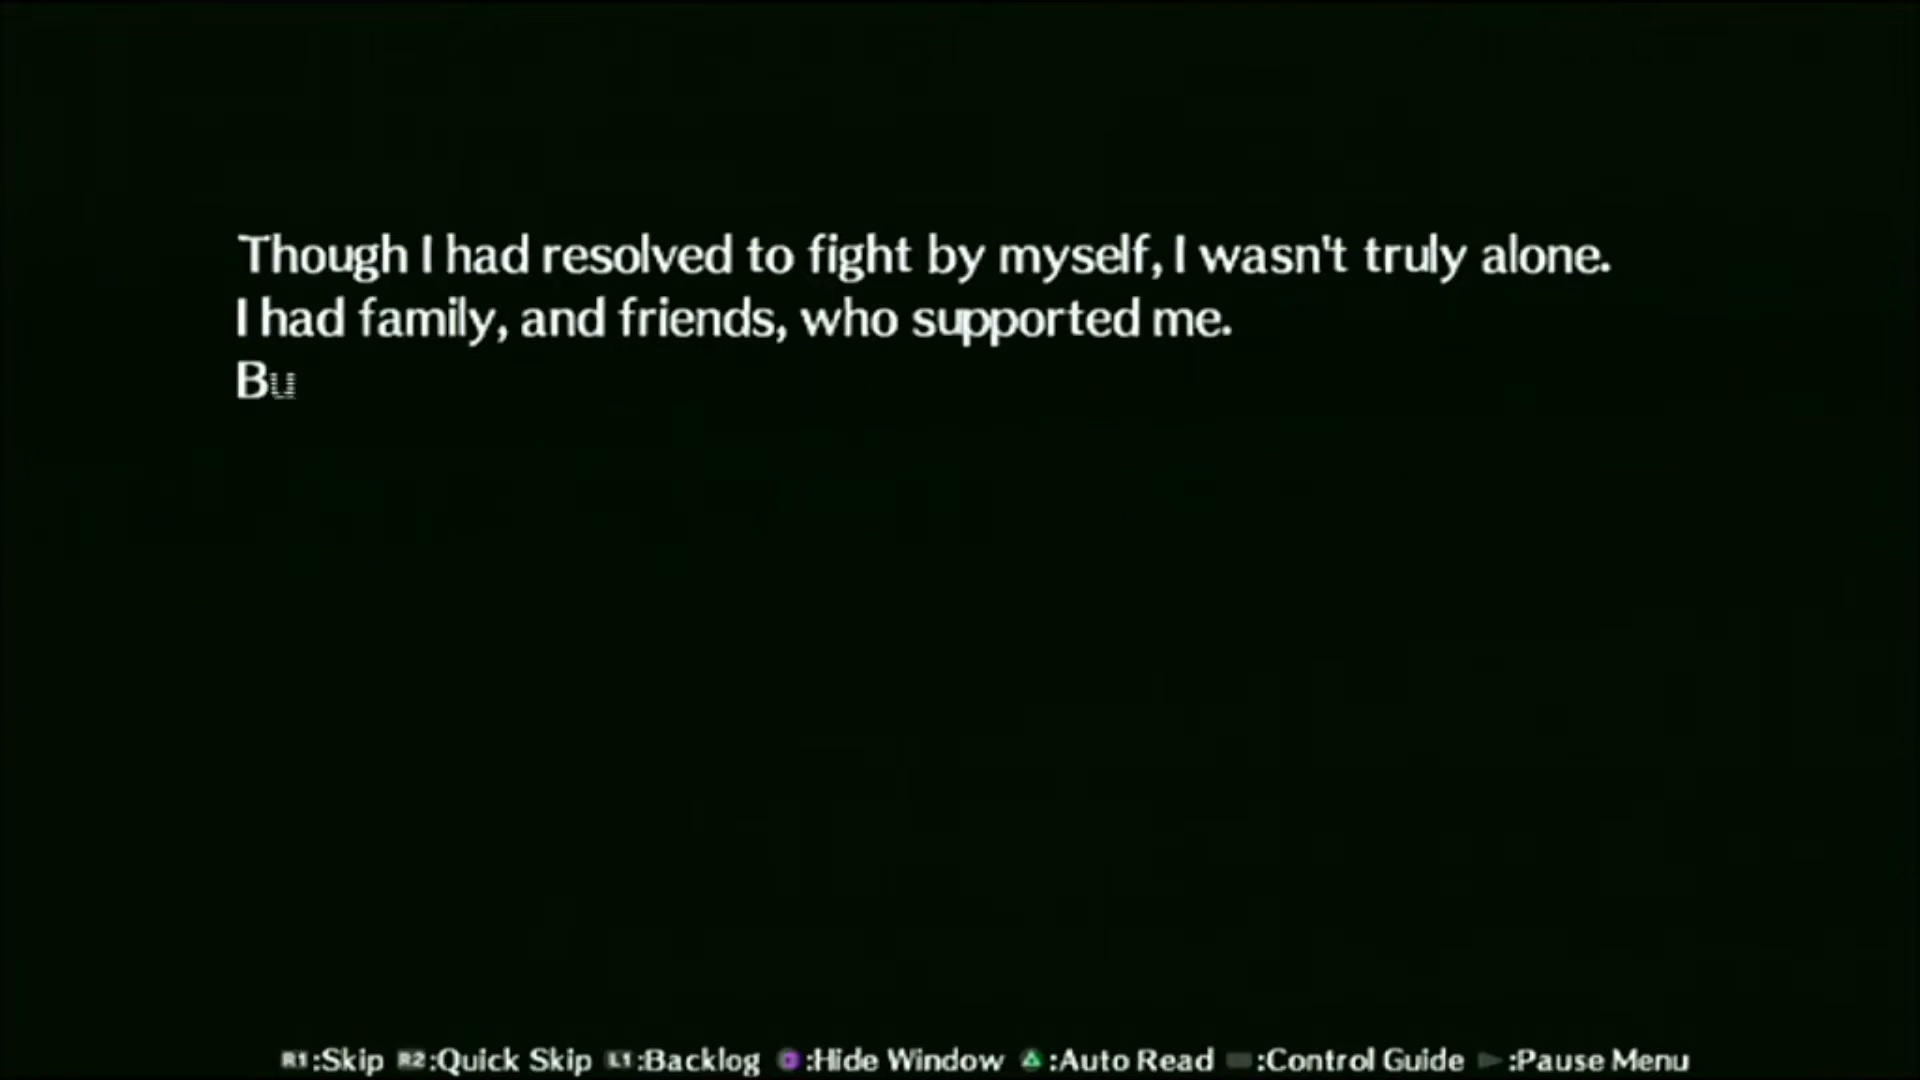 Though I had resolved to fight by myself, I wasn't truly alone.
I had family, and friends, who supported me.
Bu
R1:Skip R2:Quick Skip L1:Backlog :Hide Window :Auto Read :Control Guide :Pause Menu